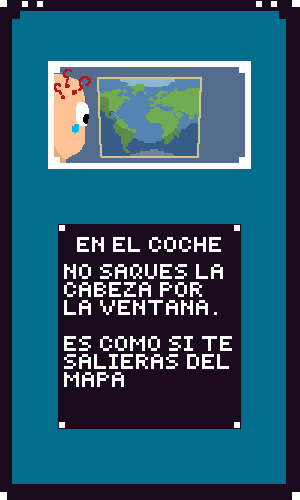 EN EL COCHE
NO SAQUES LA
CABEZA POR
LA VENTANA.
ES COMO SI TE
SALIERAS DEL
MAPA